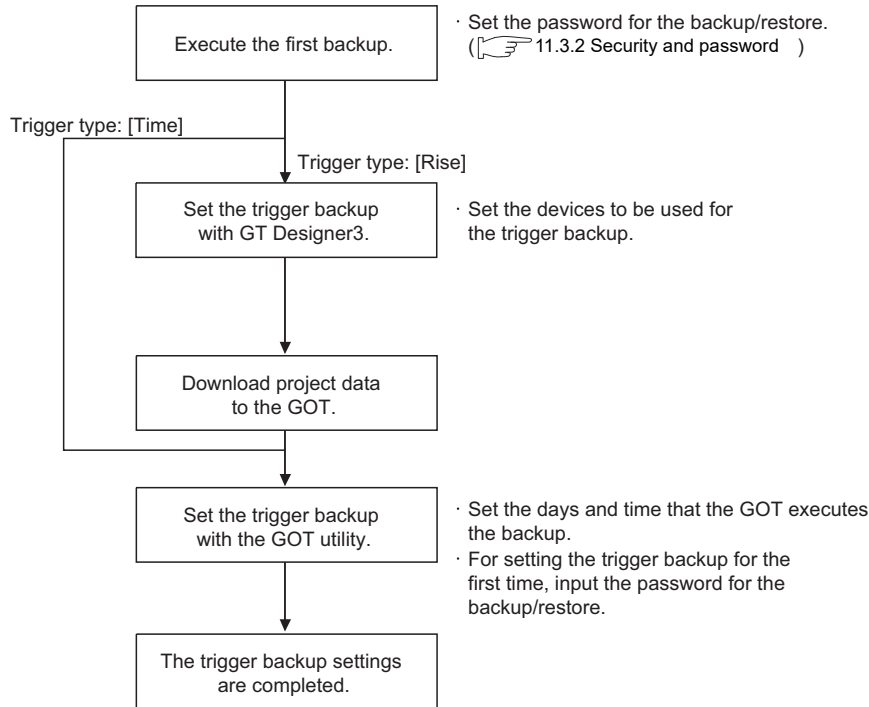 Execute the first backup.
· Set the password for the backup/restore.
( 11.3.2 Security and password )
Trigger type: [Time]
Trigger type: [Rise]
Set the trigger backup
with GT Designer3.
· Set the devices to be used for
the trigger backup.
Download project data
to the GOT.
Set the trigger backup
with the GOT utility.
· Set the days and time that the GOT executes
the backup.
· For setting the trigger backup for the
first time, input the password for the
backup/restore.
The trigger backup settings
are completed.